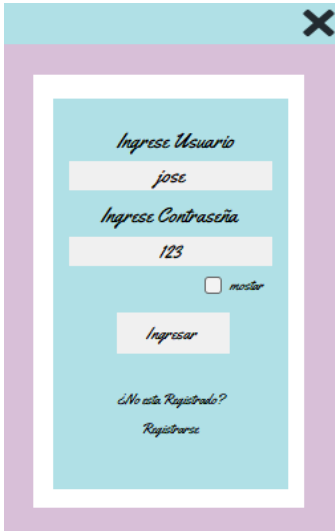 Ingrese Usuario
jose
Ingrese Contraseña
123
mostar
Ingresar
¿No esta Registrado?
Registrarse